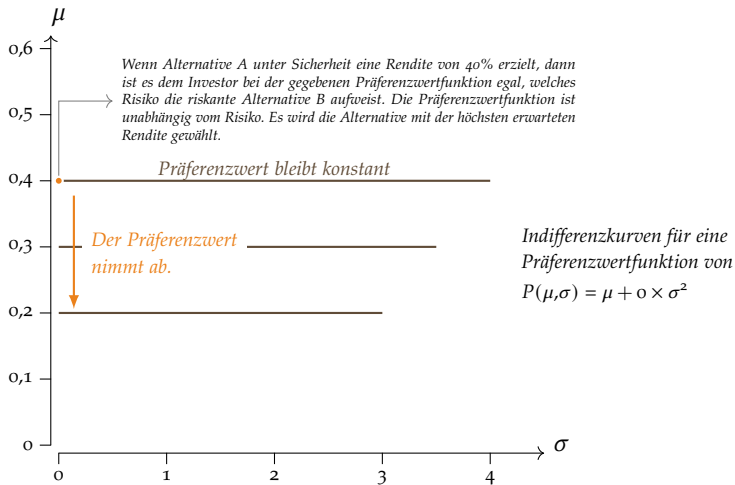 μ
0,6
Wenn Alternative A unter Sicherheit eine Rendite von 40% erzielt, dann
ist es dem Investor bei der gegebenen Präferenzwertfunktion egal, welches
Risiko die riskante Alternative B aufweist. Die Präferenzwertfunktion ist
unabhängig vom Risiko. Es wird die Alternative mit der höchsten erwarteten
Rendite gewählt.
0,5
Präferenzwert bleibt konstant
0,4
Der Präferenzwert
nimmt ab.
0,3
Indifferenzkurven für eine
Präferenzwertfunktion von
P(μ,σ) = μ + 0 × σ²
0,2
0,1
0
σ
0 1 2 3 4